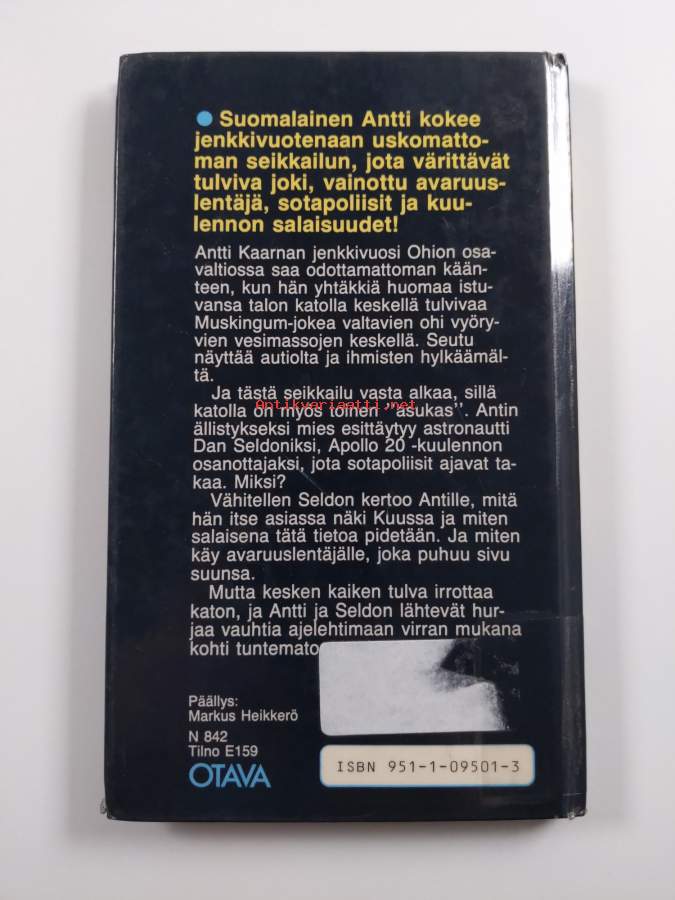 ● Suomalainen Antti kokee
jenkkivuotenaan uskomatto-
man seikkailun, jota värittävät
tulviva joki, vainottu avaruus-
lentäjä, sotapoliisit ja kuu-
lennon salaisuudet!
Antti Kaarnan jenkkivuosi Ohion osa-
valtiossa saa odottamattoman kään-
teen, kun hän yhtäkkiä huomaa istu-
vansa talon katolla keskellä tulvivaa
Muskingum-jokea valtavien ohi vyöry-
vien vesimassojen keskellä. Seutu
näyttää autiolta ja ihmisten hylkäämäl-
tä.
Ja tästä seikkailu vasta alkaa, sillä
Antikvariaatti.net
katolla on myös toinen "asukas". Antin
ällistykseksi mies esittäytyy astronautti
Dan Seldoniksi, Apollo 20 -kuulennon
osanottajaksi, jota sotapoliisit ajavat ta-
kaa. Miksi?
Vähitellen Seldon kertoo Antille, mitä
hän itse asiassa näki Kuussa ja miten
salaisena tätä tietoa pidetään. Ja miten
käy avaruuslentäjälle, joka puhuu sivu
suunsa.
Mutta kesken kaiken tulva irrottaa
katon, ja Antti ja Seldon lähtevät hur-
jaa vauhtia ajelehtimaan virran mukana
kohti
Päällys:
Markus Heikkerö
N 842
Tilno E159
OTAVA
ISBN 951-1-09501-3